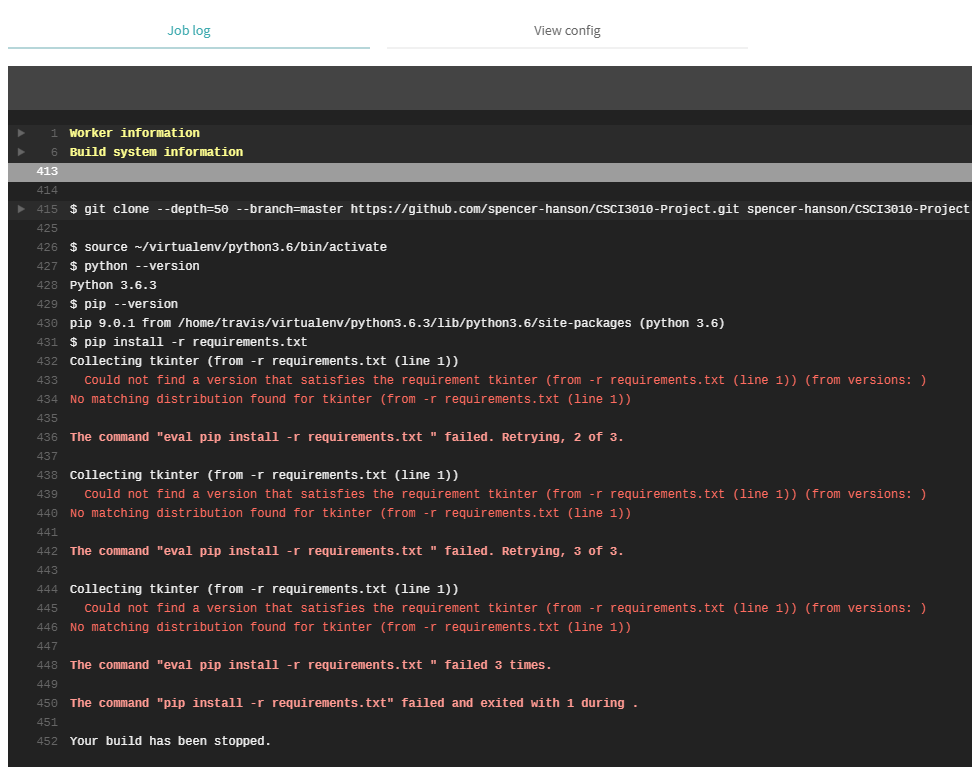 Job log
View config
1 Worker information
6 Build system information
413
414
415 $ git clone --depth=50 --branch=master https://github.com/spencer-hanson/CSCI3010-Project.git spencer-hanson/CSCI3010-Project
425
426 $ source ~/virtualenv/python3.6/bin/activate
427 $ python --version
428 Python 3.6.3
429 $ pip --version
430 pip 9.0.1 from /home/travis/virtualenv/python3.6.3/lib/python3.6/site-packages (python 3.6)
431 $ pip install -r requirements.txt
432 Collecting tkinter (from -r requirements.txt (line 1))
433 Could not find a version that satisfies the requirement tkinter (from -r requirements.txt (line 1)) (from versions: )
434 No matching distribution found for tkinter (from -r requirements.txt (line 1))
435
436 The command "eval pip install -r requirements.txt " failed. Retrying, 2 of 3.
437
438 Collecting tkinter (from -r requirements.txt (line 1))
439 Could not find a version that satisfies the requirement tkinter (from -r requirements.txt (line 1)) (from versions: )
440 No matching distribution found for tkinter (from -r requirements.txt (line 1))
441
442 The command "eval pip install -r requirements.txt " failed. Retrying, 3 of 3.
443
444 Collecting tkinter (from -r requirements.txt (line 1))
445 Could not find a version that satisfies the requirement tkinter (from -r requirements.txt (line 1)) (from versions: )
446 No matching distribution found for tkinter (from -r requirements.txt (line 1))
447
448 The command "eval pip install -r requirements.txt " failed 3 times.
449
450 The command "pip install -r requirements.txt" failed and exited with 1 during .
451
452 Your build has been stopped.